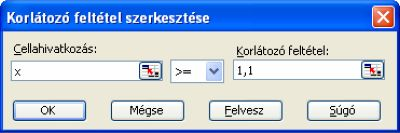 Korlátozó feltétel szerkesztése
Cellahivatkozás:
Korlátozó feltétel:
x >= 1,1
OK Mégse Felvesz Súgó